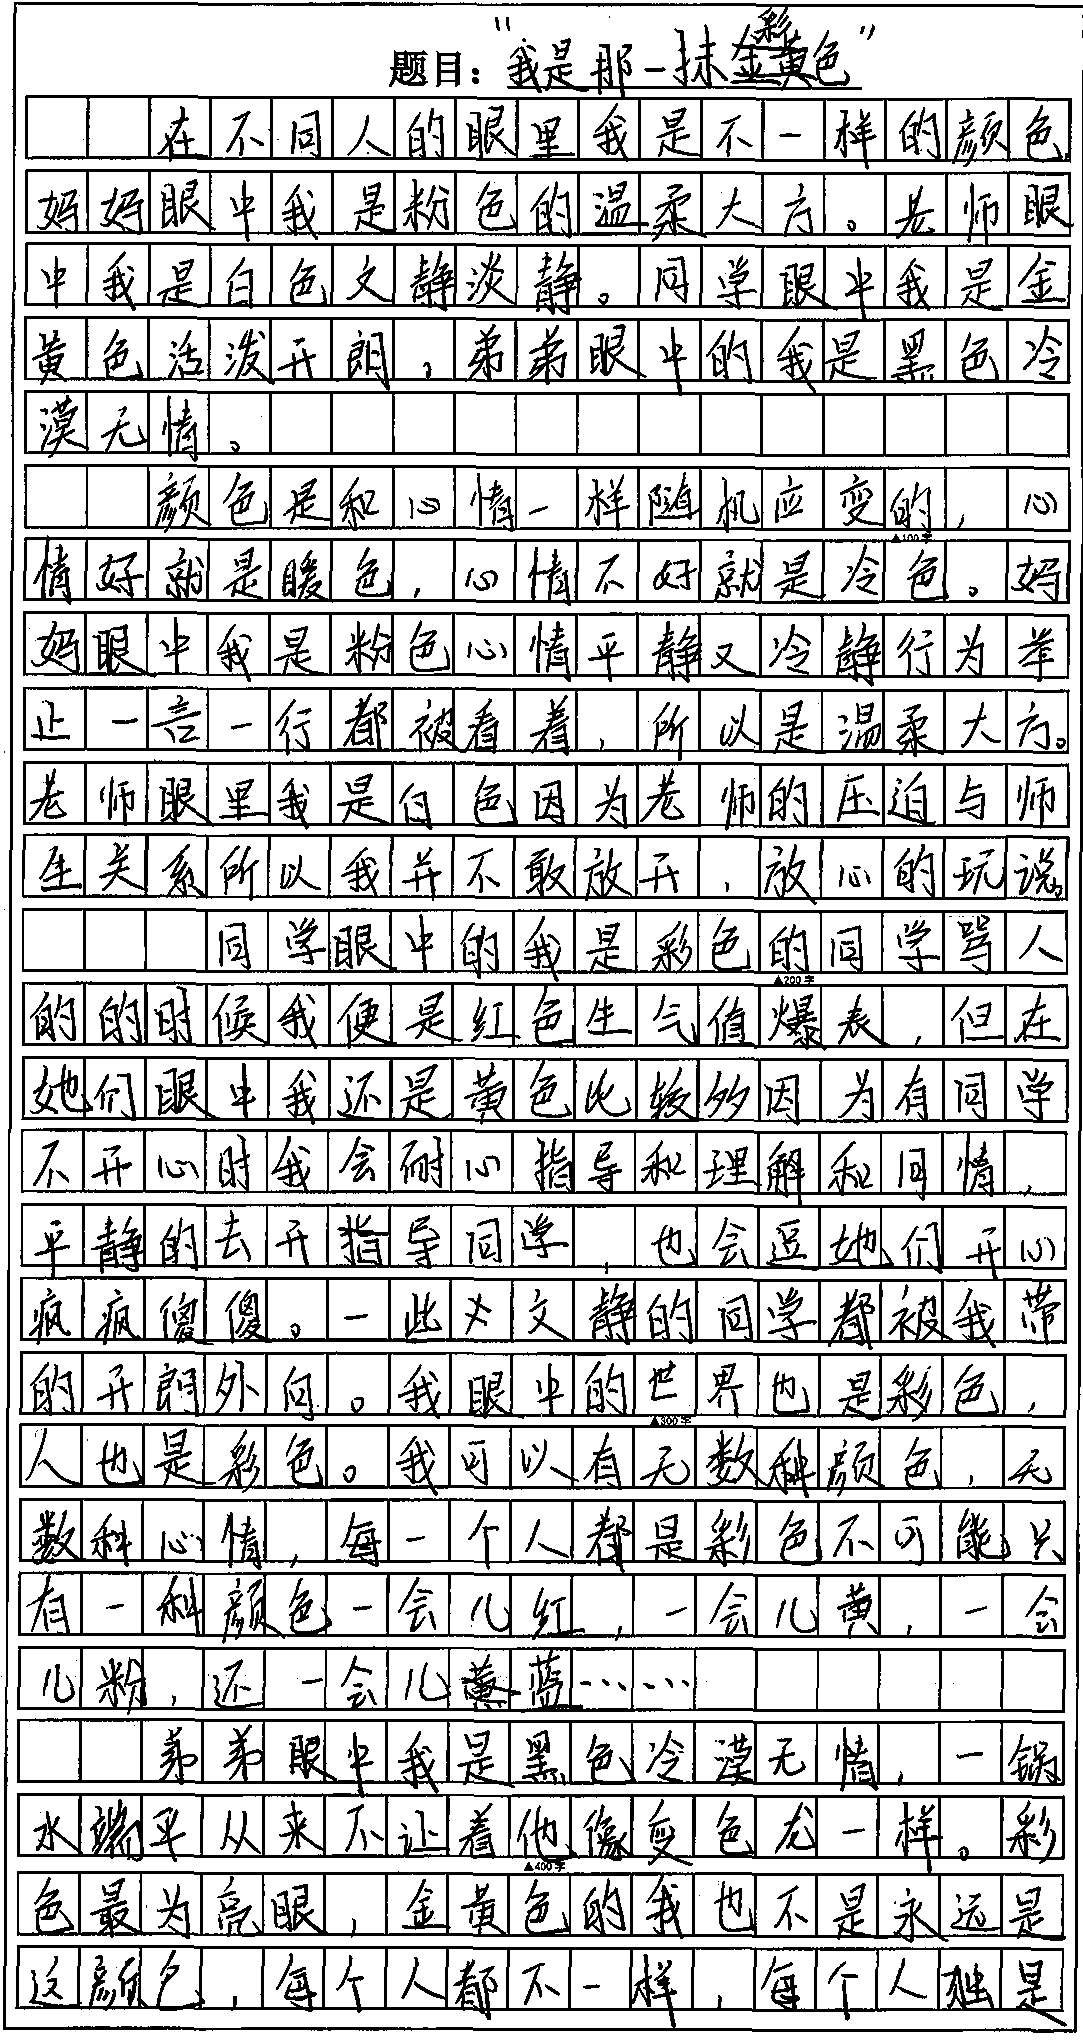 题目："我是那一抹金黄彩色"
在不同人的眼里我是不一样的颜色
妈妈眼中我是粉色的温柔大方。老师眼
中我是白色文静淡静。同学眼中我是金
黄色活泼开朗。弟弟眼中的我是黑色冷
漠无情。
颜色是和心情一样随机应变的，心
▲100字
情好就是暖色，心情不好就是冷色。妈
妈眼中我是粉色心情平静又冷静行为举
止一言一行都被看着，所以是温柔大方。
老师眼里我是白色因为老师的压迫与师
生关系所以我并不敢放开，放心的玩说。
同学眼中的我是彩色的同学骂人
▲200字
的的时候我便是红色生气值爆表，但在
她们眼中我还是黄色比较多因为有同学
不开心时我会耐心指导和理解和同情，
平静的去开指导同学，也会逗她们开心
疯疯傻傻。一些文静的同学都被我带
的开朗外向。我眼中的世界也是彩色，
▲300字
人也是彩色。我可以有无数种颜色，无
数种心情，每一个人都是彩色不可能只
有一种颜色一会儿红，一会儿黄，一会
儿粉，还一会儿蓝……
弟弟眼中我是黑色冷漠无情，一锅
水端平从来不让着他像变色龙一样。彩
▲400字
色最为亮眼，金黄色的我也不是永远是
这颜色，每个人都不一样，每个人独是